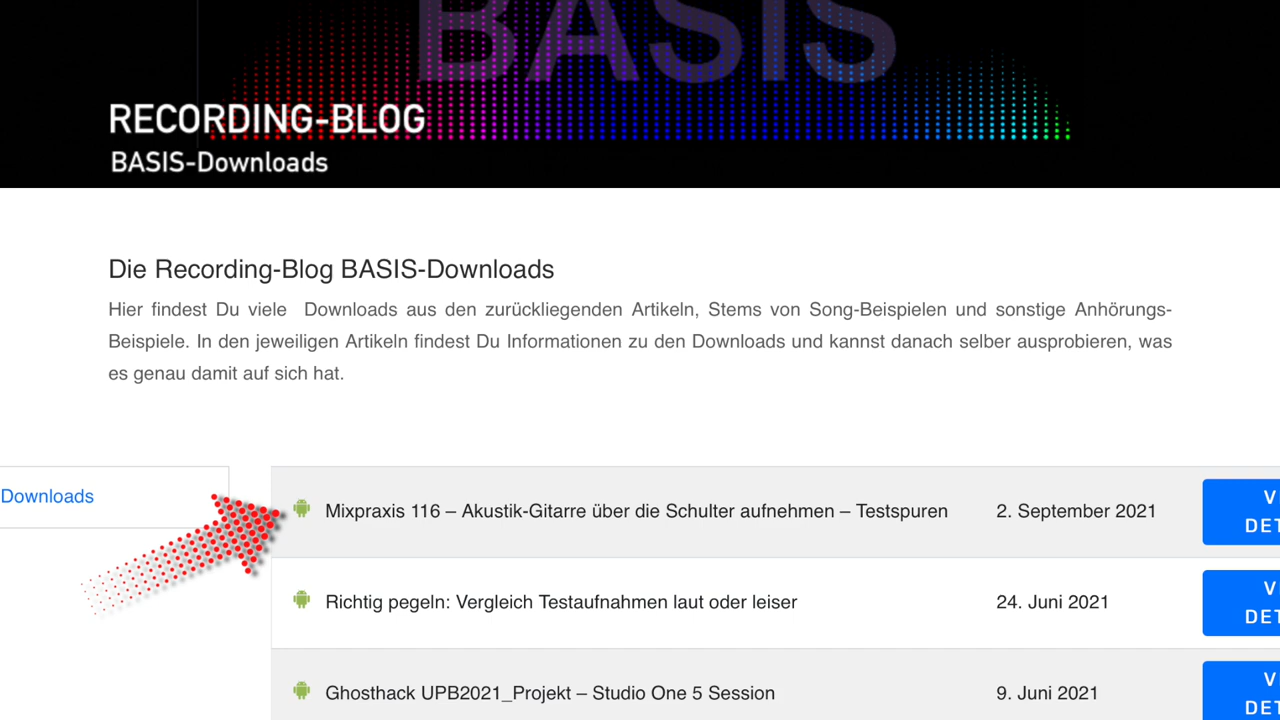 BASIS
RECORDING-BLOG
BASIS-Downloads
Die Recording-Blog BASIS-Downloads
Hier findest Du viele Downloads aus den zurückliegenden Artikeln, Stems von Song-Beispielen und sonstige Anhörungs-
Beispiele. In den jeweiligen Artikeln findest Du Informationen zu den Downloads und kannst danach selber ausprobieren, was
es genau damit auf sich hat.
Downloads
Mixpraxis 116 – Akustik-Gitarre über die Schulter aufnehmen – Testspuren 2. September 2021 V
DET
Richtig pegeln: Vergleich Testaufnahmen laut oder leiser 24. Juni 2021 V
DET
Ghosthack UPB2021_Projekt – Studio One 5 Session 9. Juni 2021 V
DET